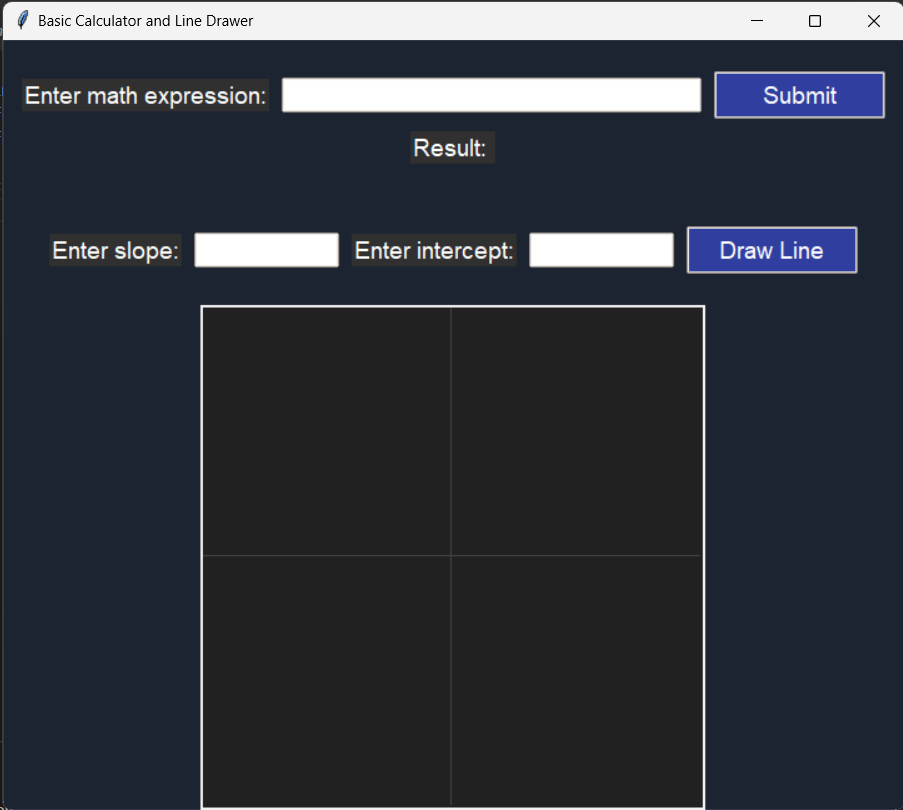 Basic Calculator and Line Drawer
Enter math expression: Submit
Result:
Enter slope: Enter intercept: Draw Line